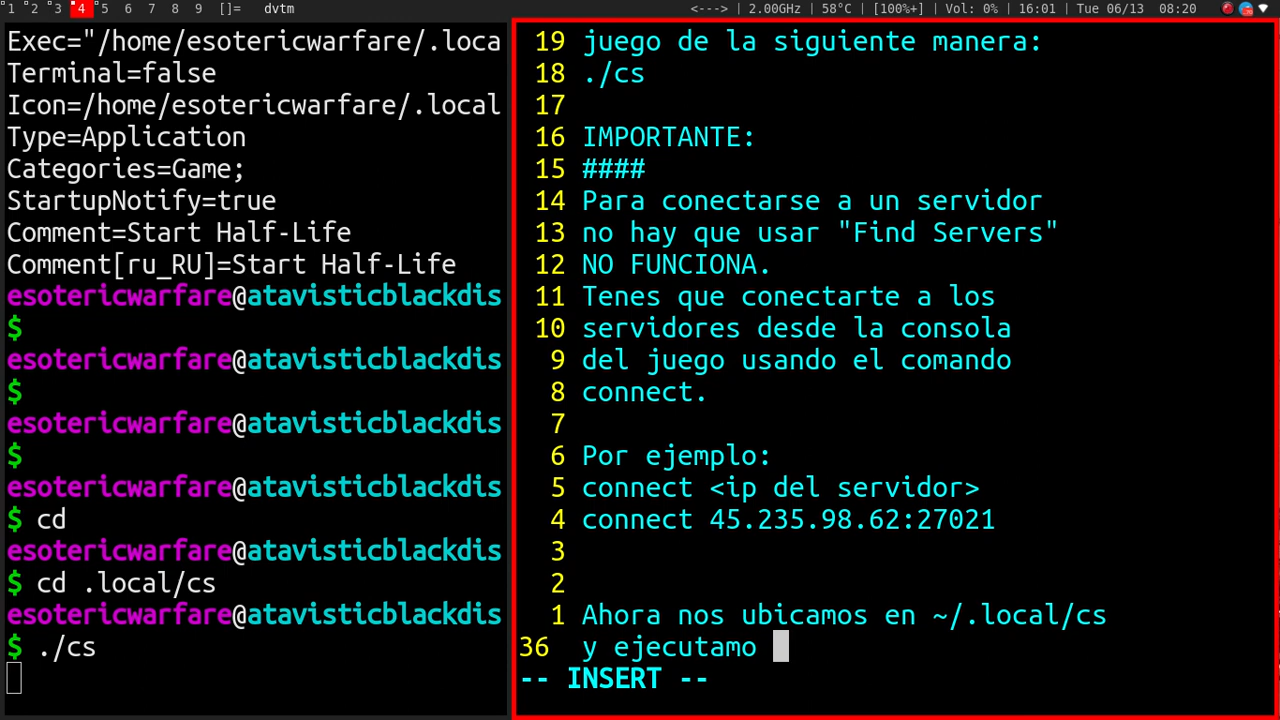 1 2 3 4 5 6 7 8 9 []= dvtm <---> | 2.00GHz | 58°C | [100%+] | Vol: 0% | 16:01 | Tue 06/13 | 08:20
Exec="/home/esotericwarfare/.loca
Terminal=false
Icon=/home/esotericwarfare/.local
Type=Application
Categories=Game;
StartupNotify=true
Comment=Start Half-Life
Comment[ru_RU]=Start Half-Life
esotericwarfare@atavisticblackdis
$
esotericwarfare@atavisticblackdis
$
esotericwarfare@atavisticblackdis
$
esotericwarfare@atavisticblackdis
$ cd
esotericwarfare@atavisticblackdis
$ cd .local/cs
esotericwarfare@atavisticblackdis
$ ./cs
19 juego de la siguiente manera:
18 ./cs
17
16 IMPORTANTE:
15 ####
14 Para conectarse a un servidor
13 no hay que usar "Find Servers"
12 NO FUNCIONA.
11 Tenes que conectarte a los
10 servidores desde la consola
9 del juego usando el comando
8 connect.
7
6 Por ejemplo:
5 connect <ip del servidor>
4 connect 45.235.98.62:27021
3
2
1 Ahora nos ubicamos en ~/.local/cs
36 y ejecutamo
-- INSERT --